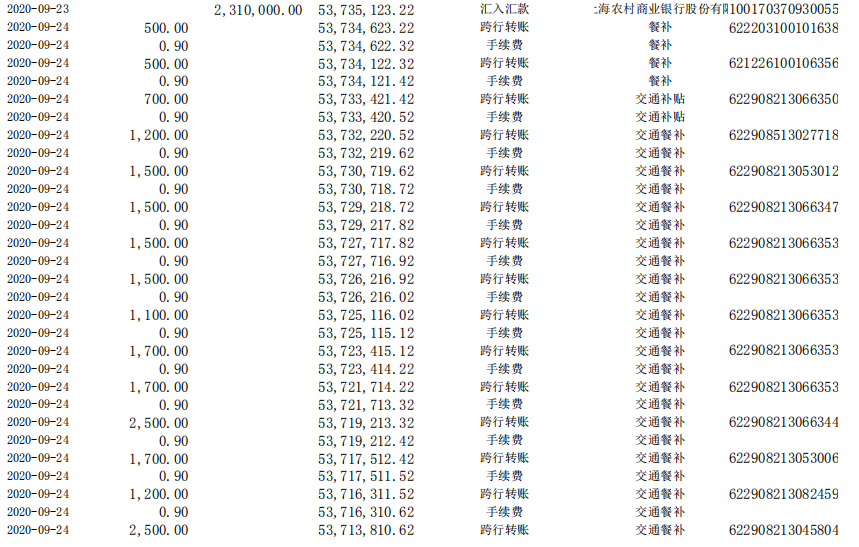 2020-09-23 2,310,000.00 53,735,123.22 汇入汇款 上海农村商业银行股份有限 100170370930055
2020-09-24 500.00 53,734,623.22 跨行转账 餐补 622203100101638
2020-09-24 0.90 53,734,622.32 手续费 餐补
2020-09-24 500.00 53,734,122.32 跨行转账 餐补 621226100106356
2020-09-24 0.90 53,734,121.42 手续费 餐补
2020-09-24 700.00 53,733,421.42 跨行转账 交通补贴 622908213066350
2020-09-24 0.90 53,733,420.52 手续费 交通补贴
2020-09-24 1,200.00 53,732,220.52 跨行转账 交通餐补 622908513027718
2020-09-24 0.90 53,732,219.62 手续费 交通餐补
2020-09-24 1,500.00 53,730,719.62 跨行转账 交通餐补 622908213053012
2020-09-24 0.90 53,730,718.72 手续费 交通餐补
2020-09-24 1,500.00 53,729,218.72 跨行转账 交通餐补 622908213066347
2020-09-24 0.90 53,729,217.82 手续费 交通餐补
2020-09-24 1,500.00 53,727,717.82 跨行转账 交通餐补 622908213066353
2020-09-24 0.90 53,727,716.92 手续费 交通餐补
2020-09-24 1,500.00 53,726,216.92 跨行转账 交通餐补 622908213066353
2020-09-24 0.90 53,726,216.02 手续费 交通餐补
2020-09-24 1,100.00 53,725,116.02 跨行转账 交通餐补 622908213066353
2020-09-24 0.90 53,725,115.12 手续费 交通餐补
2020-09-24 1,700.00 53,723,415.12 跨行转账 交通餐补 622908213066353
2020-09-24 0.90 53,723,414.22 手续费 交通餐补
2020-09-24 1,700.00 53,721,714.22 跨行转账 交通餐补 622908213066353
2020-09-24 0.90 53,721,713.32 手续费 交通餐补
2020-09-24 2,500.00 53,719,213.32 跨行转账 交通餐补 622908213066344
2020-09-24 0.90 53,719,212.42 手续费 交通餐补
2020-09-24 1,700.00 53,717,512.42 跨行转账 交通餐补 622908213053006
2020-09-24 0.90 53,717,511.52 手续费 交通餐补
2020-09-24 1,200.00 53,716,311.52 跨行转账 交通餐补 622908213082459
2020-09-24 0.90 53,716,310.62 手续费 交通餐补
2020-09-24 2,500.00 53,713,810.62 跨行转账 交通餐补 622908213045804